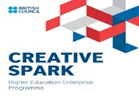 BRITISH
COUNCIL
CREATIVE
SPARK
Higher Education Enterprise
Programme